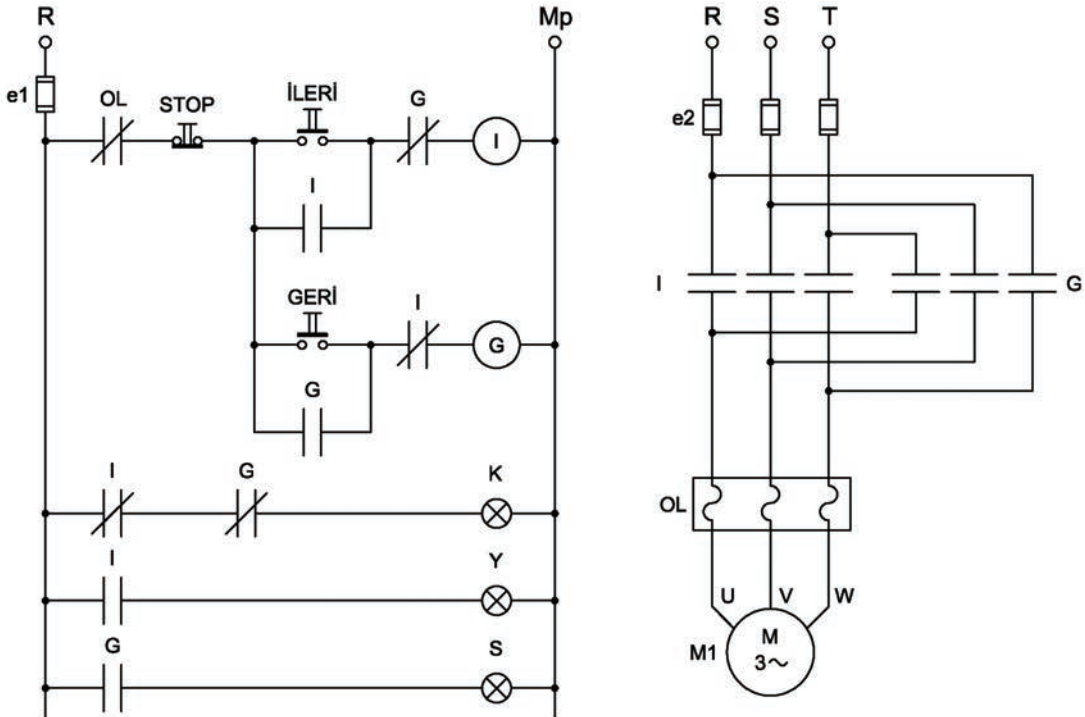 R Mp R S T
e1 OL STOP İLERİ G e2
I
I
I G
GERİ I
G
G
I G K
OL
I Y
U V W
G S
M1 M
3~